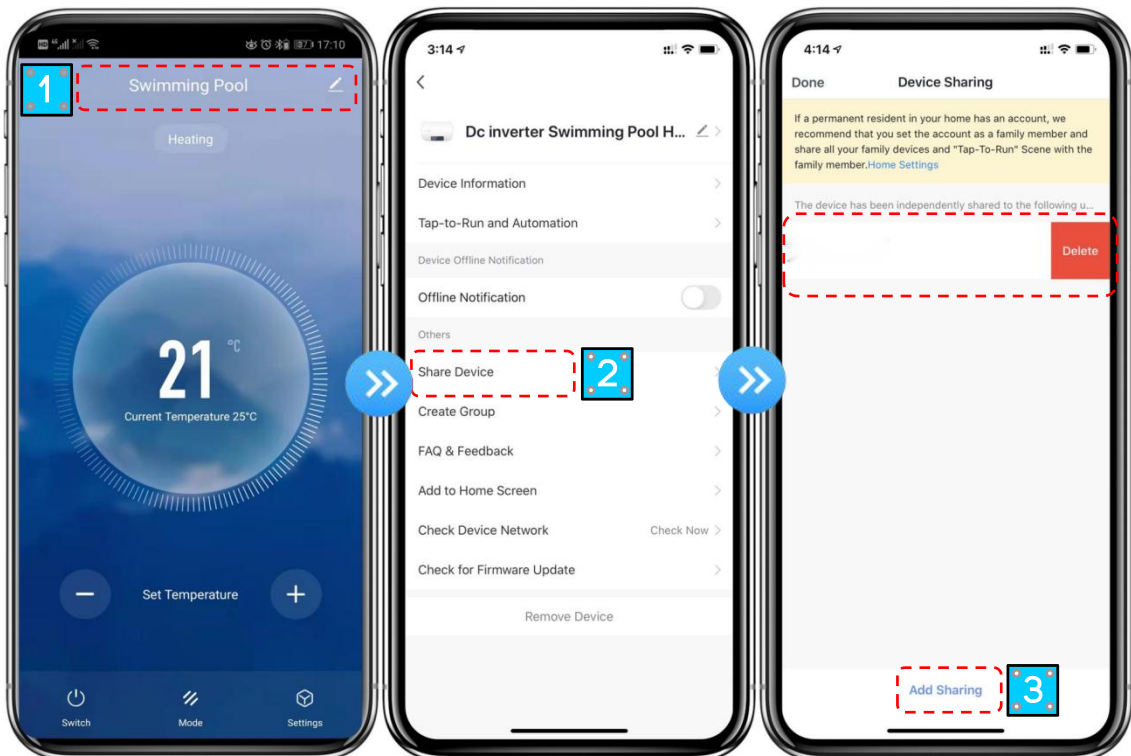 17:10
1
Swimming Pool
Heating
21 °C
Current Temperature 25°C
Set Temperature
Switch
Mode
Settings
3:14
Dc inverter Swimming Pool H...
Device Information
Tap-to-Run and Automation
Device Offline Notification
Offline Notification
Others
Share Device
2
Create Group
FAQ & Feedback
Add to Home Screen
Check Device Network Check Now
Check for Firmware Update
Remove Device
4:14
Done Device Sharing
If a permanent resident in your home has an account, we
recommend that you set the account as a family member and
share all your family devices and "Tap-To-Run" Scene with the
family member.Home Settings
The device has been independently shared to the following u...
Delete
Add Sharing
3